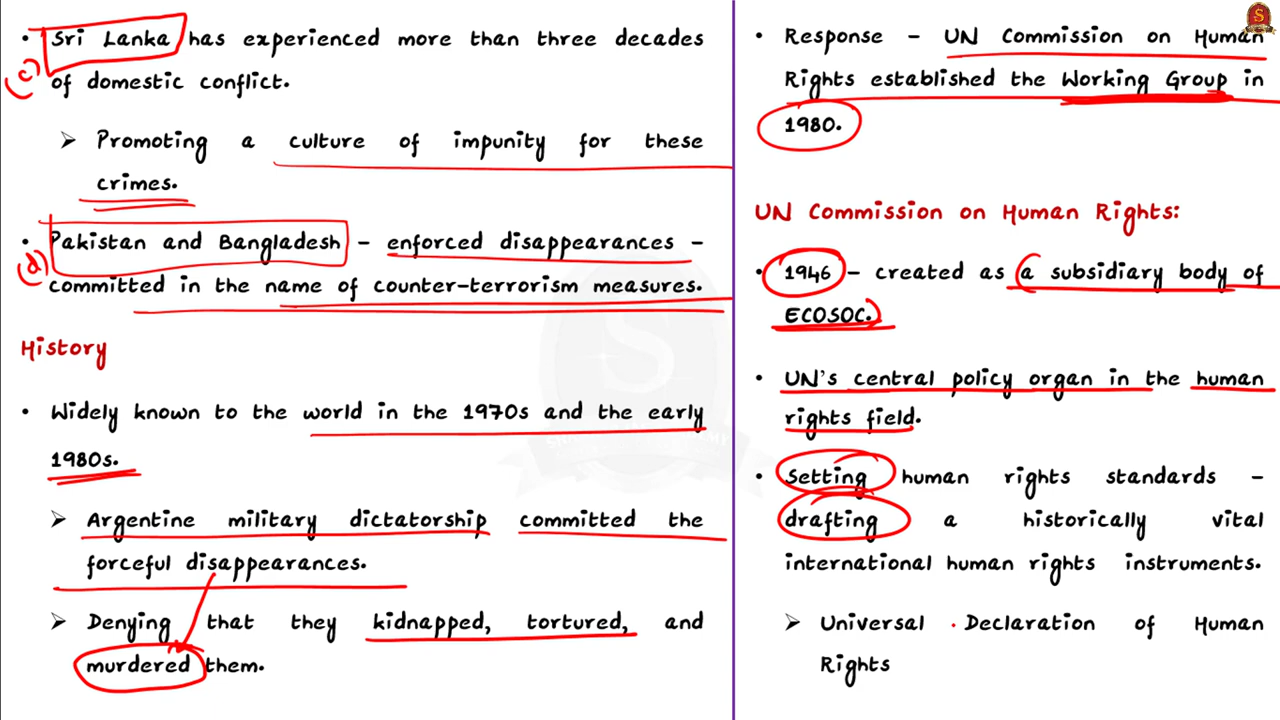 • Sri Lanka has experienced more than three decades
(c)
of domestic conflict.
➢ Promoting a culture of impunity for these
crimes.
• Pakistan and Bangladesh – enforced disappearances –
(d)
committed in the name of counter-terrorism measures.
History
• Widely known to the world in the 1970s and the early
1980s.
➢ Argentine military dictatorship committed the
forceful disappearances.
➢ Denying that they kidnapped, tortured, and
murdered them.
• Response – UN Commission on Human
Rights established the Working Group in
1980.
UN Commission on Human Rights:
• 1946 – created as a subsidiary body of
ECOSOC.
• UN's central policy organ in the human
rights field.
• Setting human rights standards –
drafting a historically vital
international human rights instruments.
➢ Universal Declaration of Human
Rights